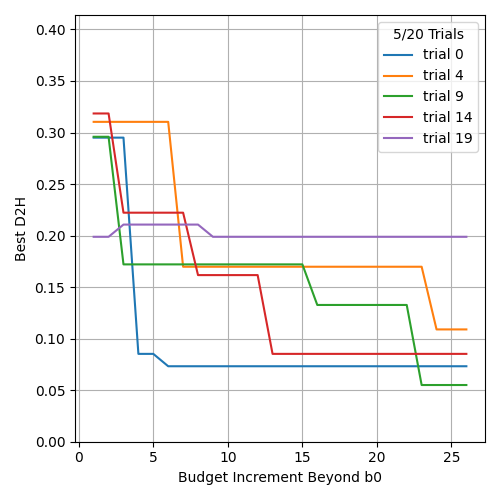 5/20 Trials
trial 0
trial 4
trial 9
trial 14
trial 19
0.40
0.35
0.30
0.25
0.20
0.15
0.10
0.05
0.00
Best D2H
0
5
10
15
20
25
Budget Increment Beyond b0